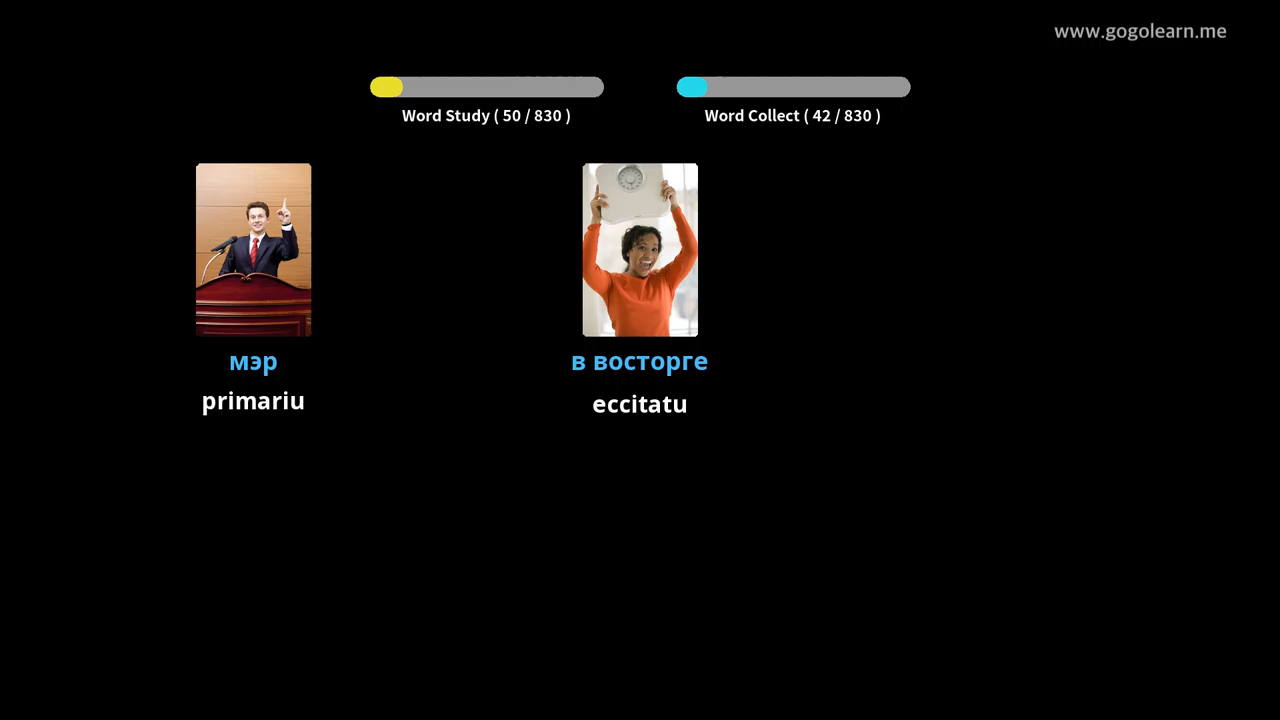 www.gogolearn.me
Word Study ( 50 / 830 )
Word Collect ( 42 / 830 )
мэр
primariu
в восторге
eccitatu